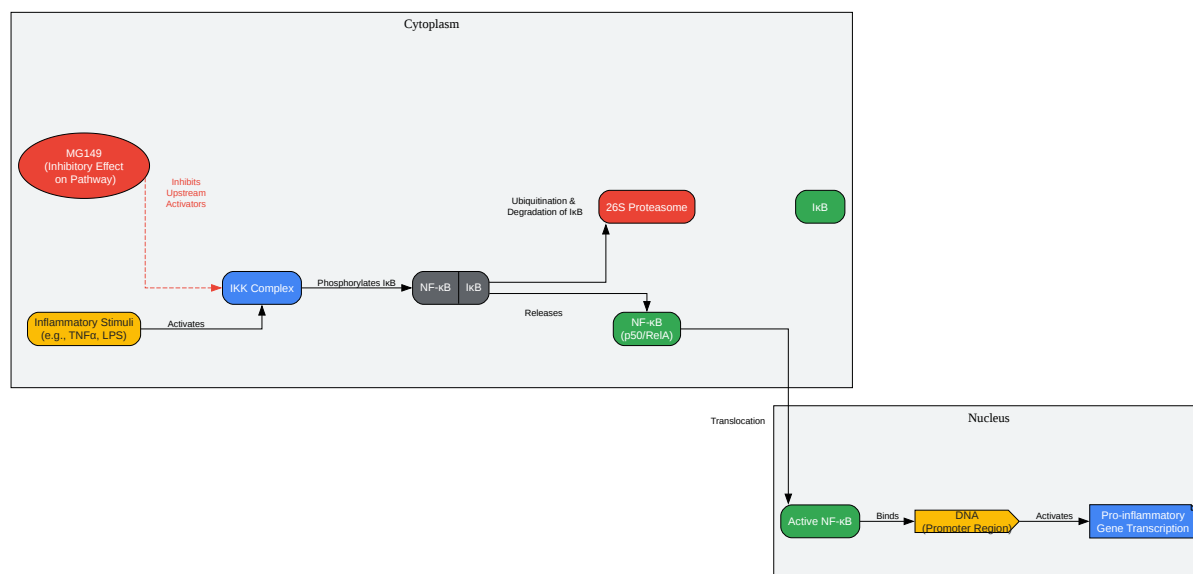 Cytoplasm
MG149
(Inhibitory Effect
on Pathway)
Inhibits
Upstream
Activators
Ubiquitination &
Degradation of IκB
26S Proteasome
IκB
IKK Complex
Phosphorylates IκB
NF-κB
IκB
Releases
Inflammatory Stimuli
(e.g., TNFα, LPS)
Activates
NF-κB
(p50/RelA)
Translocation
Nucleus
Active NF-κB
Binds
DNA
(Promoter Region)
Activates
Pro-inflammatory
Gene Transcription